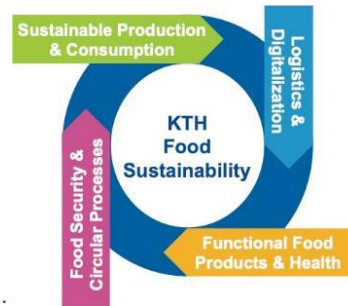 Sustainable Production
& Consumption
Logistics &
Digitalization
KTH
Food
Sustainability
Food Security &
Circular Processes
Functional Food
Products & Health